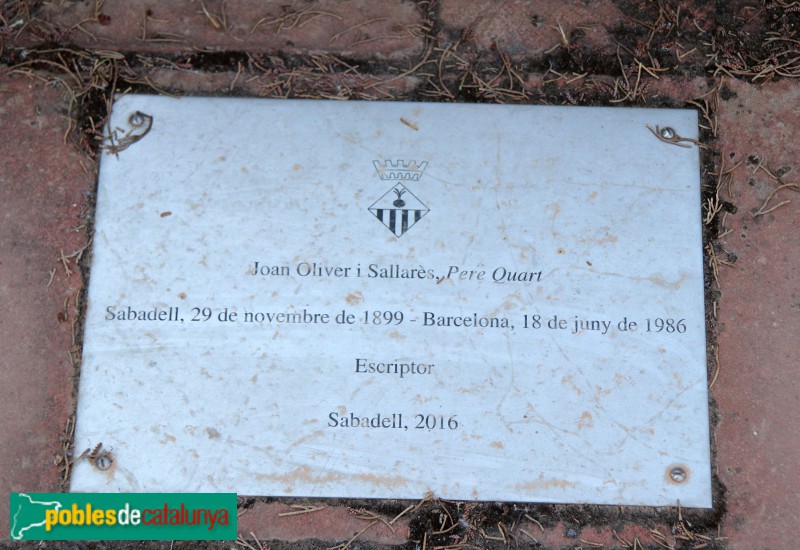 Joan Oliver i Sallarès, Pere Quart
Sabadell, 29 de novembre de 1899 - Barcelona, 18 de juny de 1986
Escriptor
Sabadell, 2016
poblesdecatalunya